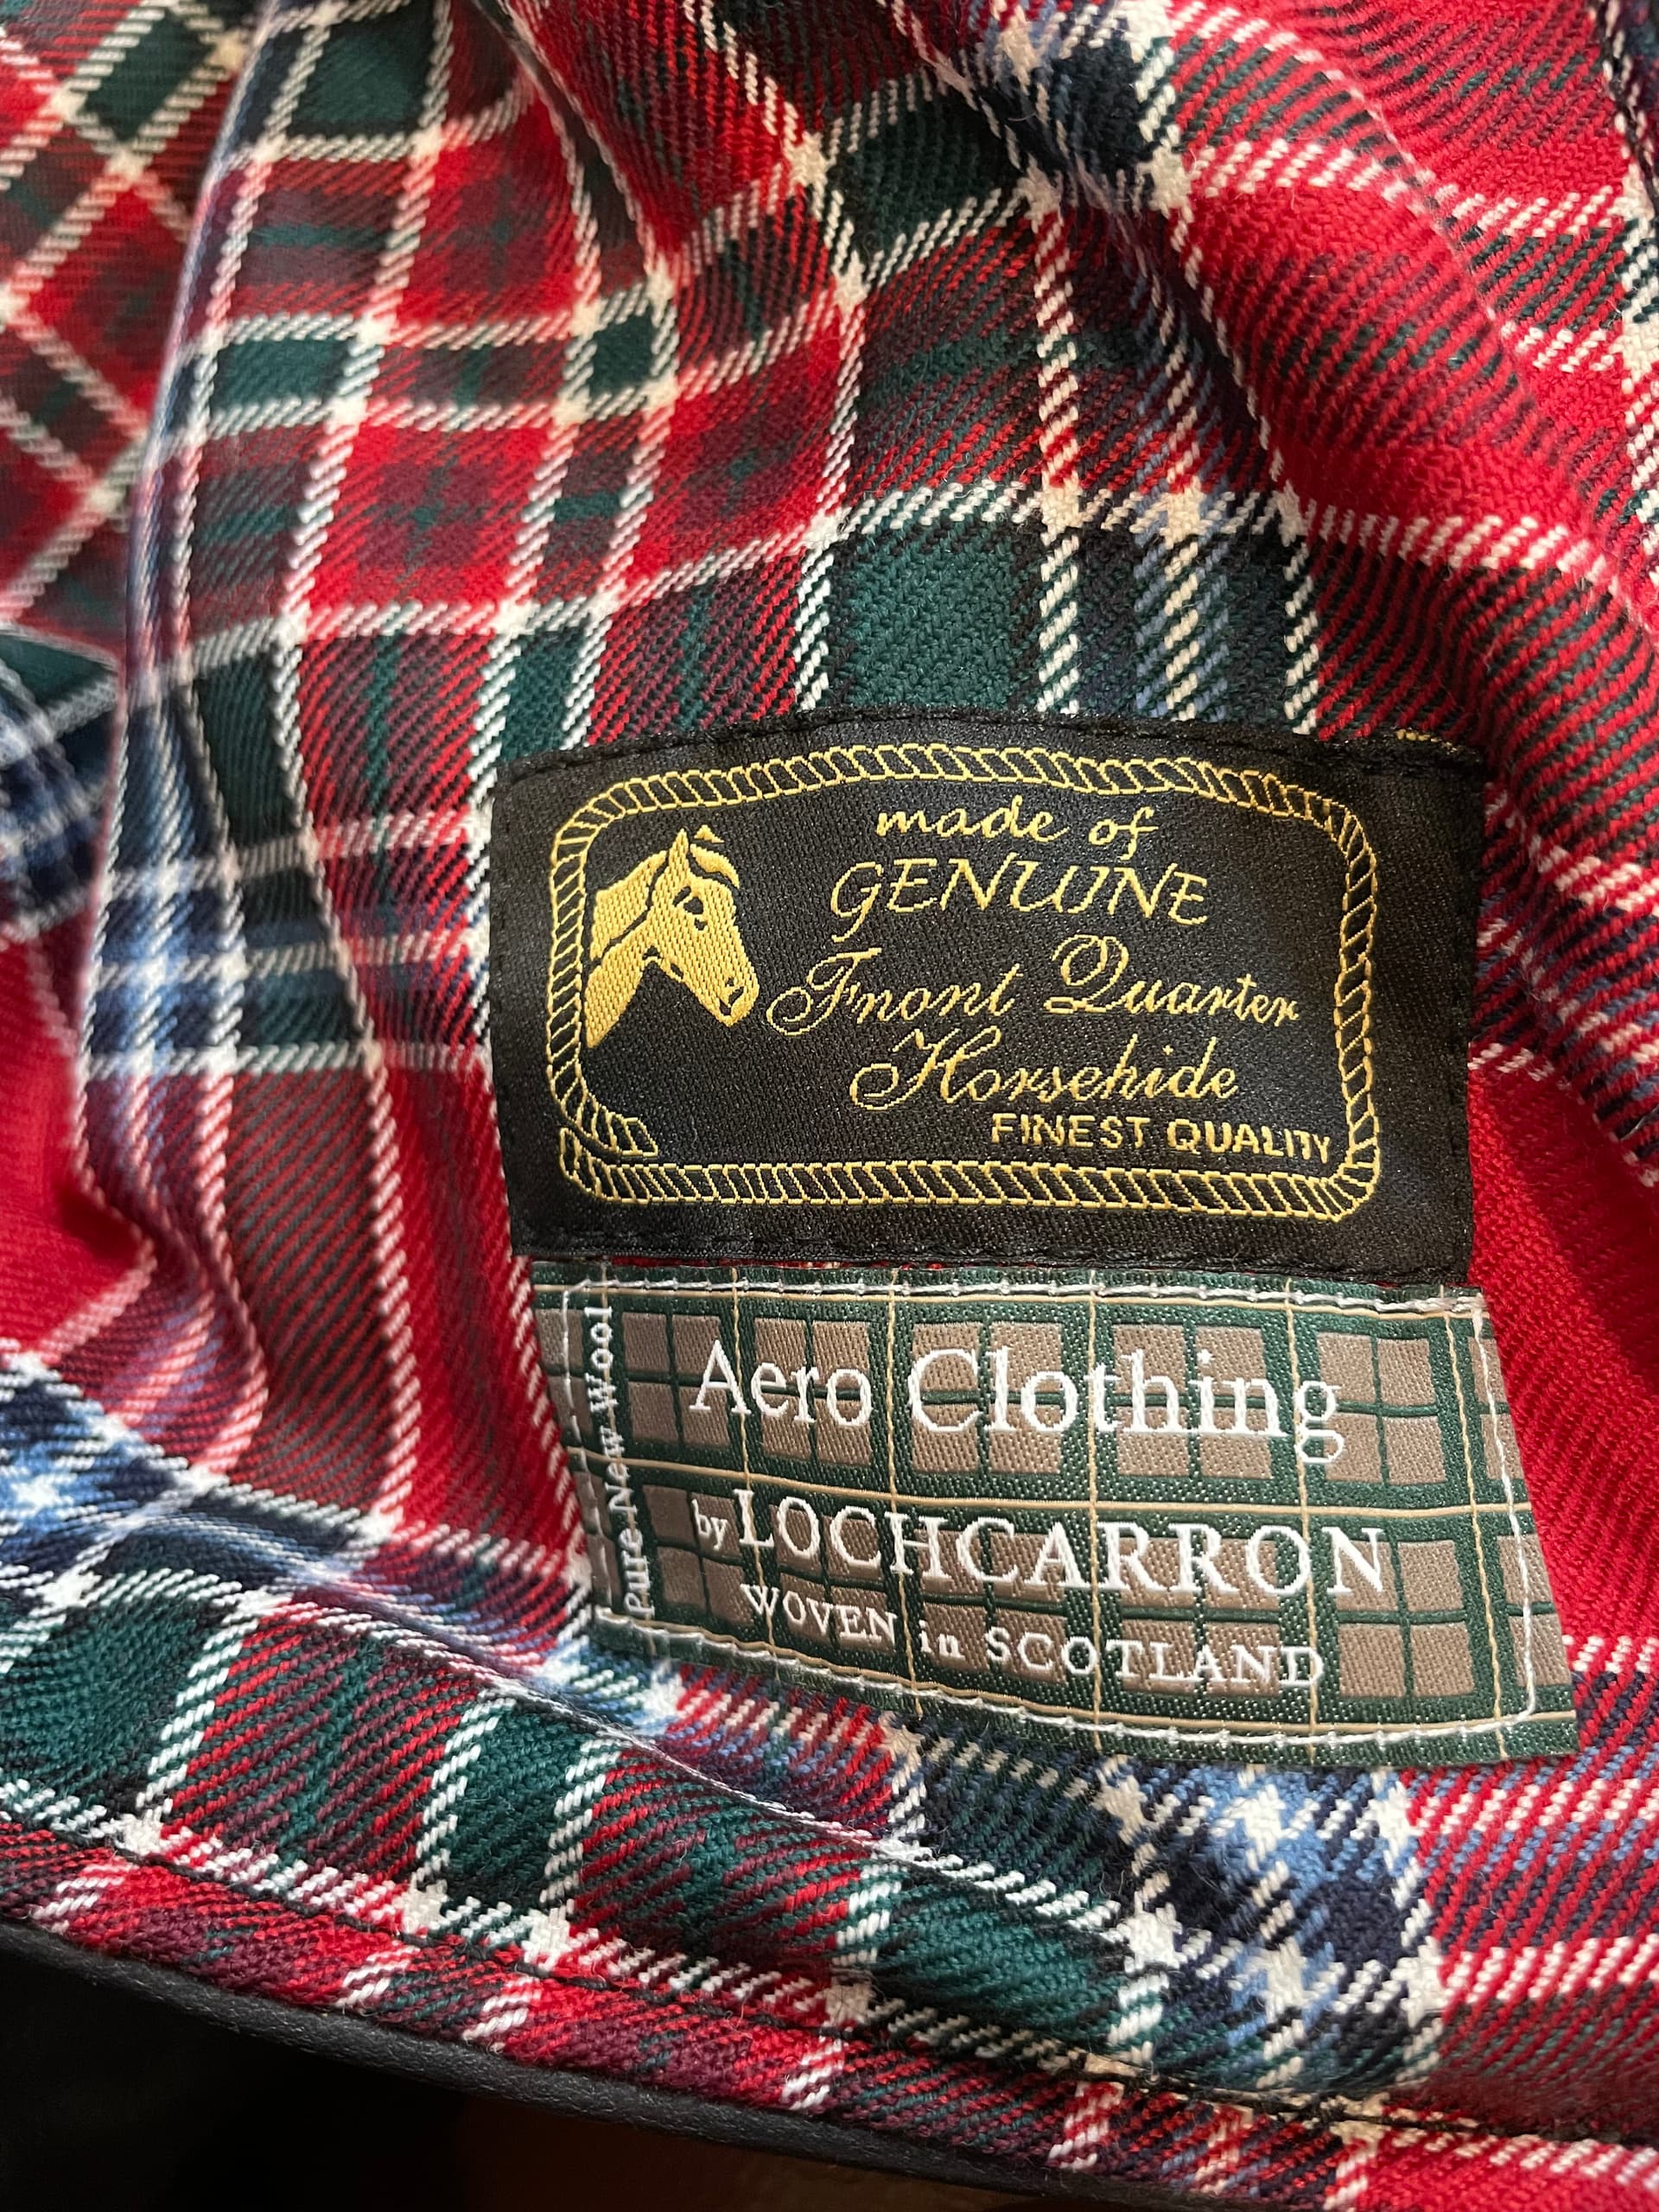 made of
GENUINE
Front Quarter
Horsehide
FINEST QUALITY
Pure New Wool
Aero Clothing
by LOCHCARRON
WOVEN in SCOTLAND